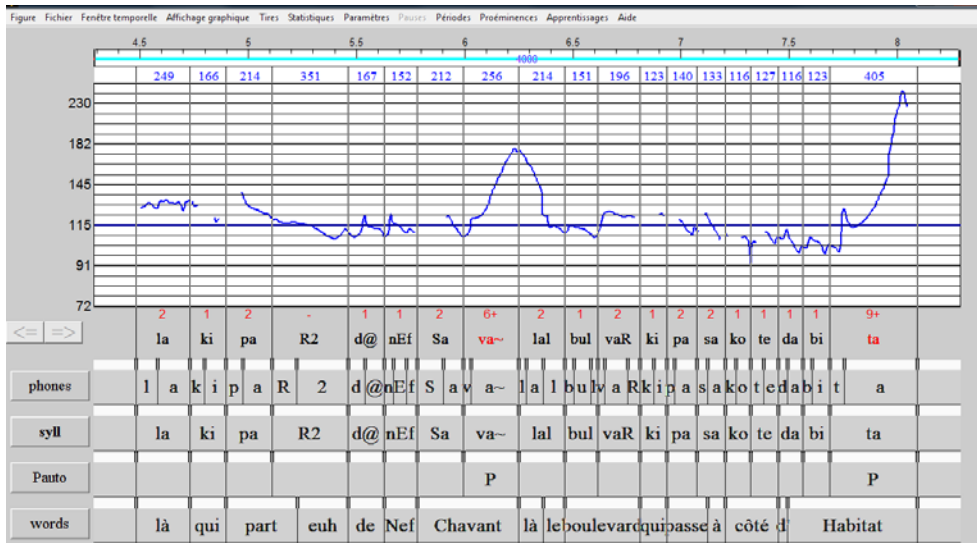 Figure Fichier Fenêtre temporelle Affichage graphique Tires Statistiques Paramètres Pauses Périodes Proéminences Apprentissages Aide
4.5 5 5.5 6 6.5 7 7.5 8
4000
249 166 214 351 167 152 212 256 214 151 196 123 140 133 116 127 116 123 405
230
182
145
115
91
72
2 1 2 - 1 1 2 6+ 2 1 2 1 2 2 1 1 1 1 9+
<= =>
la ki pa R2 d@ nEf Sa va~ lal bul vaR ki pa sa ko te da bi ta
phones l a k i p a R 2 d @ n E f S a v a~ l a l b u l v a R k i p a s a k o t e d a b i t a
syll la ki pa R2 d@ nEf Sa va~ lal bul vaR ki pa sa ko te da bi ta
Pauto P P
words là qui part euh de Nef Chavant là le boulevard qui passe à côté d' Habitat